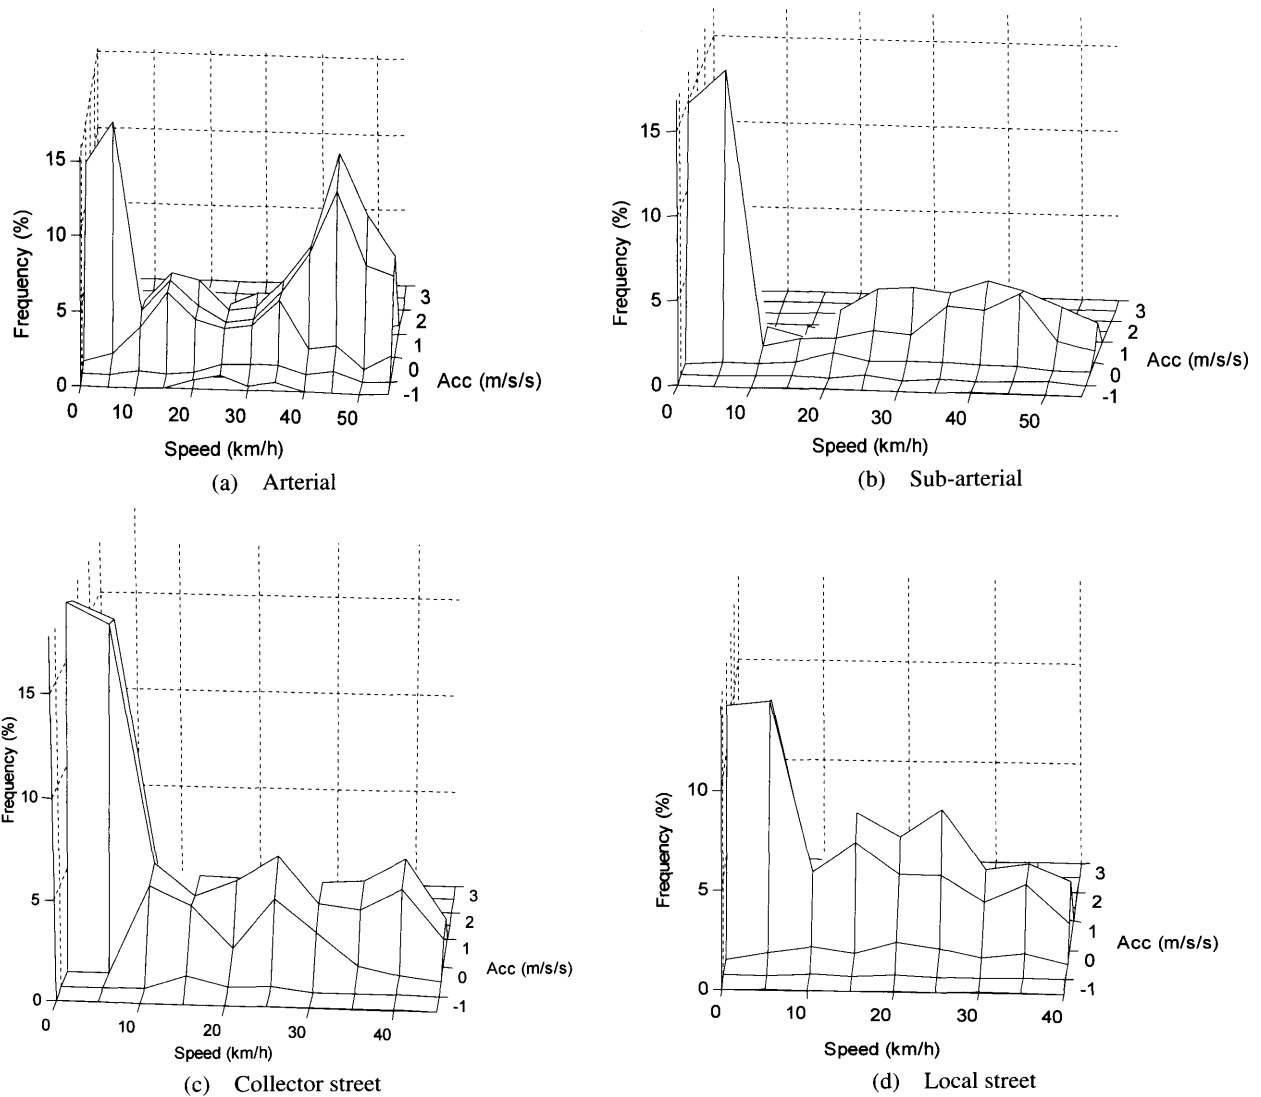 Frequency (%)
15
10
5
0
0 10 20 30 40 50
Speed (km/h)
3
2
1
0
-1
Acc (m/s/s)
(a) Arterial
Frequency (%)
15
10
5
0
0 10 20 30 40 50
Speed (km/h)
3
2
1
0
-1
Acc (m/s/s)
(b) Sub-arterial
Frequency (%)
15
10
5
0
0 10 20 30 40
Speed (km/h)
3
2
1
0
-1
Acc (m/s/s)
(c) Collector street
Frequency (%)
10
5
0
0 10 20 30 40
Speed (km/h)
3
2
1
0
-1
Acc (m/s/s)
(d) Local street